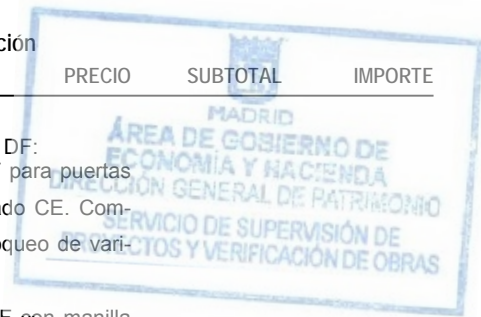 ción
PRECIO SUBTOTAL IMPORTE
MADRID
ÁREA DE GOBIERNO DE
ECONOMÍA Y HACIENDA
DIRECCIÓN GENERAL DE PATRIMONIO
SERVICIO DE SUPERVISIÓN DE
PROYECTOS Y VERIFICACIÓN DE OBRAS
DF:
para puertas
do CE. Com-
queo de vari-
con manilla